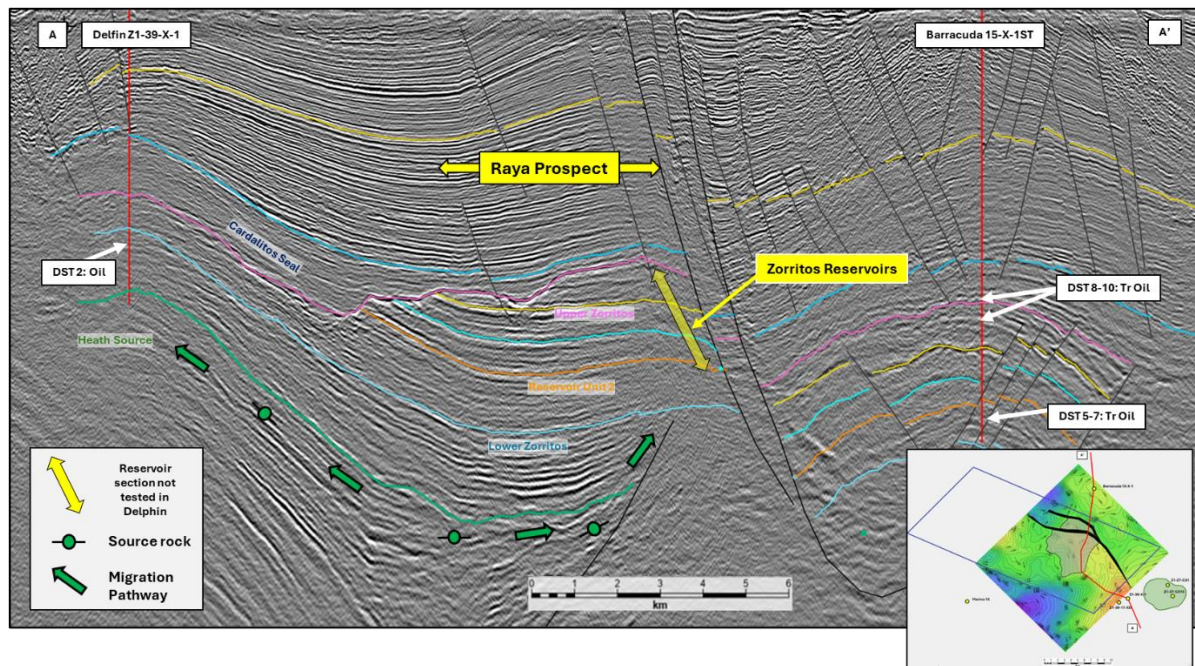 A
Delfin Z1-39-X-1
Barracuda 15-X-1ST
A'
Raya Prospect
Cardalitos Seal
DST 2: Oil
Zorritos Reservoirs
DST 8-10: Tr Oil
Upper Zorritos
Heath Source
Reservoir Unit 2
Lower Zorritos
DST 5-7: Tr Oil
Reservoir
section not
tested in
Delphin
Source rock
Migration
Pathway
0 1 2 3 4 5 6
km
A'
Barracuda 15-X-1